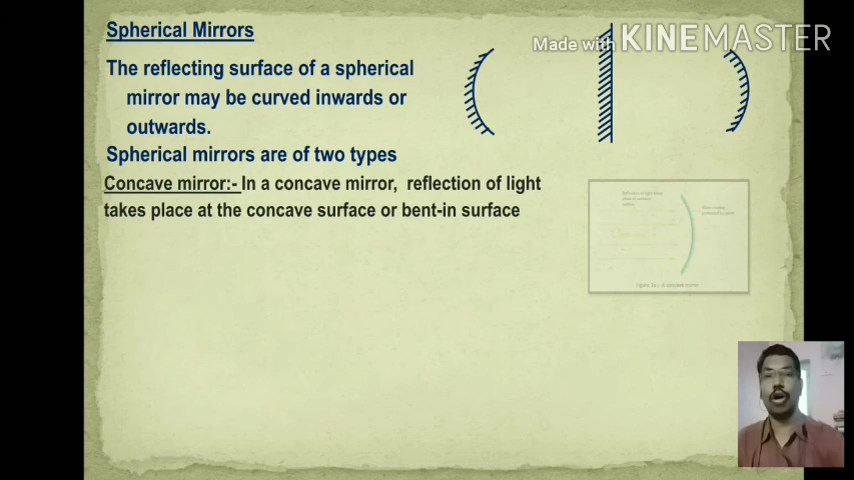 Spherical Mirrors
Made with KINEMASTER
The reflecting surface of a spherical
mirror may be curved inwards or
outwards.
Spherical mirrors are of two types
Concave mirror:- In a concave mirror, reflection of light
takes place at the concave surface or bent-in surface